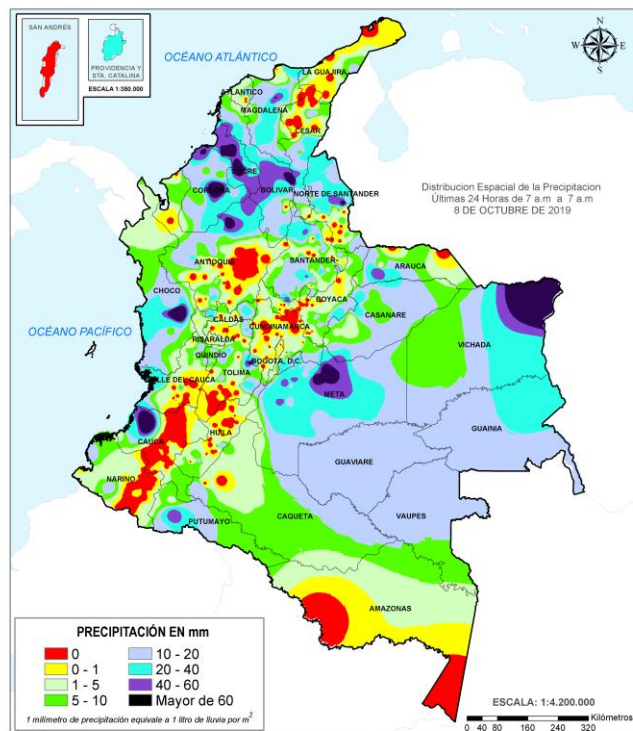 SAN ANDRÉS
PROVIDENCIA Y
STA. CATALINA
ESCALA 1:350.000
OCÉANO ATLÁNTICO
N
W E
S
LA GUAJIRA
ATLANTICO
MAGDALENA
CESAR
SUCRE
CORDOBA
BOLIVAR
NORTE DE SANTANDER
Distribucion Espacial de la Precipitacion
Últimas 24 Horas de 7 a.m a 7 a.m
8 DE OCTUBRE DE 2019
ANTIOQUIA
SANTANDER
ARAUCA
CHOCO
BOYACA
CASANARE
OCÉANO PACÍFICO
CALDAS
CUNDINAMARCA
RISARALDA
VICHADA
QUINDIO
BOGOTA, D.C.
TOLIMA
VALLE DEL CAUCA
META
GUAINIA
CAUCA
HUILA
GUAVIARE
NARIÑO
CAQUETA
VAUPES
PUTUMAYO
AMAZONAS
PRECIPITACIÓN EN mm
0 10 - 20
0 - 1 20 - 40
1 - 5 40 - 60
5 - 10 Mayor de 60
1 milímetro de precipitación equivale a 1 litro de lluvia por m2
ESCALA: 1:4.200.000
Kilómetros
0 40 80 160 240 320